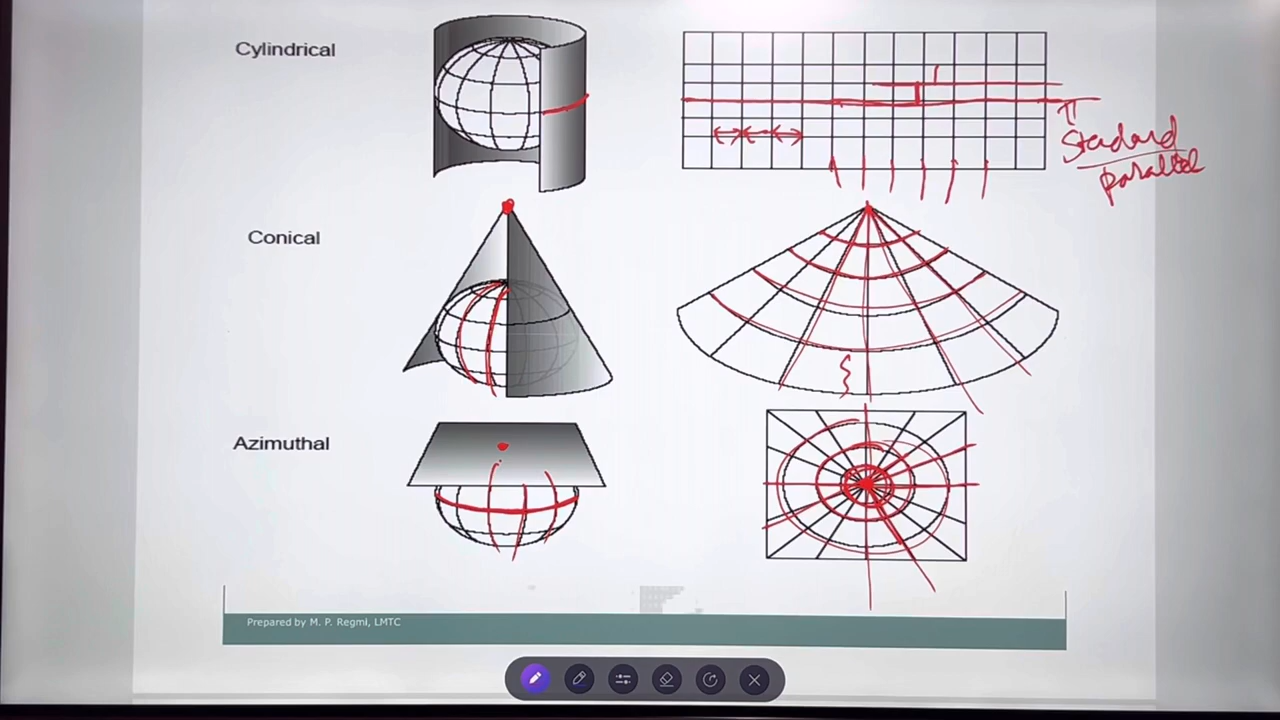 Cylindrical
Standard
parallel
Conical
Azimuthal
Prepared by M. P. Regmi, LMTC